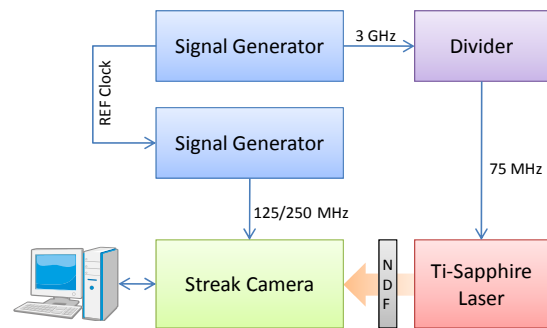 Signal Generator
3 GHz
Divider
REF Clock
Signal Generator
75 MHz
125/250 MHz
Streak Camera
NDF
Ti-Sapphire
Laser